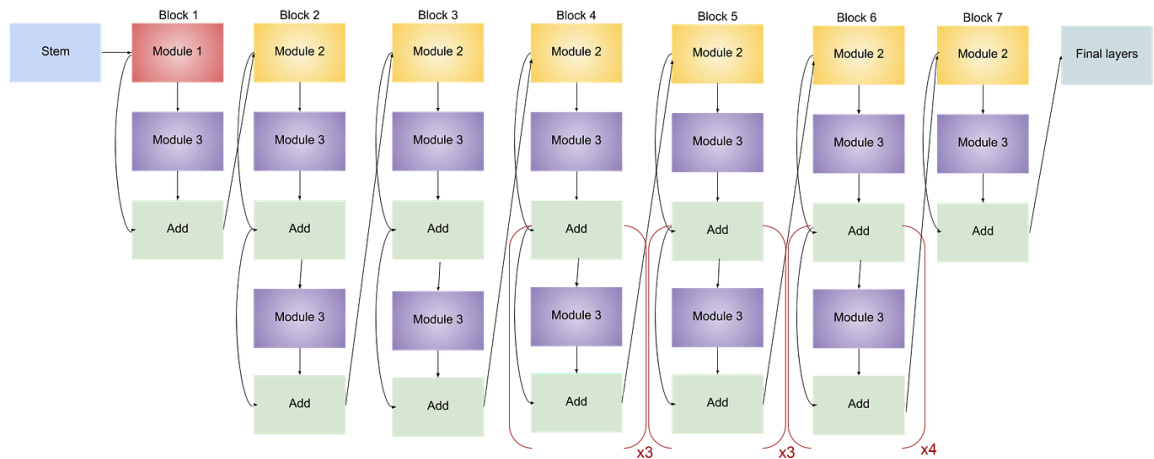 Block 1
Block 2
Block 3
Block 4
Block 5
Block 6
Block 7
Stem
Module 1
Module 2
Module 2
Module 2
Module 2
Module 2
Module 2
Final layers
Module 3
Module 3
Module 3
Module 3
Module 3
Module 3
Module 3
Add
Add
Add
Add
Add
Add
Add
Module 3
Module 3
Module 3
Module 3
Module 3
Add
Add
Add
Add
Add
x3
x3
x4